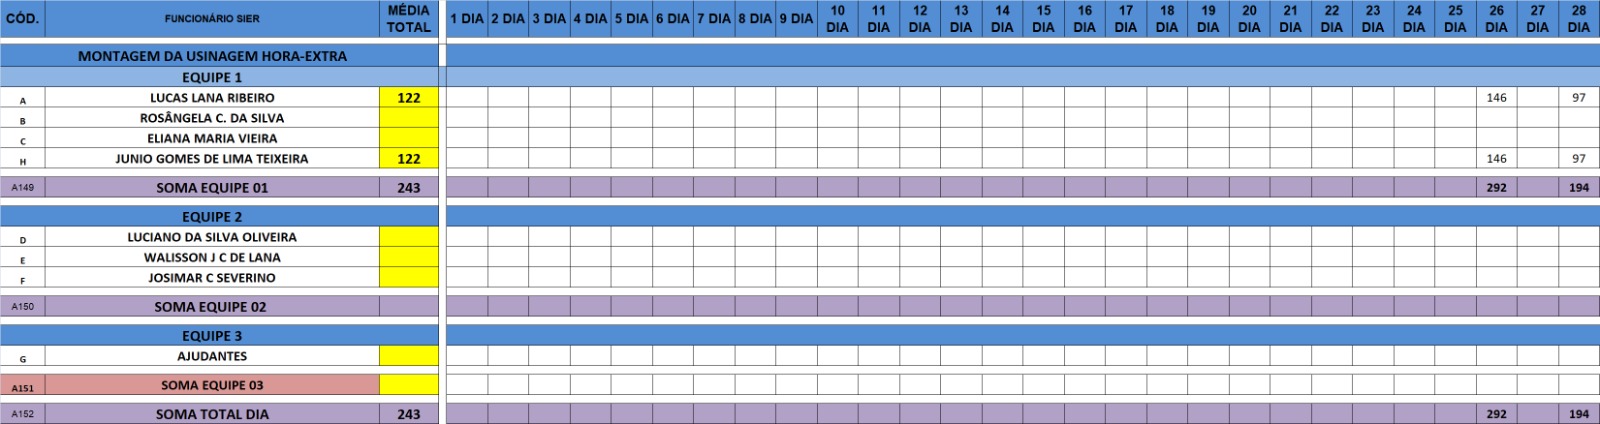 CÓD. FUNCIONÁRIO SIER MÉDIA TOTAL 1 DIA 2 DIA 3 DIA 4 DIA 5 DIA 6 DIA 7 DIA 8 DIA 9 DIA 10 DIA 11 DIA 12 DIA 13 DIA 14 DIA 15 DIA 16 DIA 17 DIA 18 DIA 19 DIA 20 DIA 21 DIA 22 DIA 23 DIA 24 DIA 25 DIA 26 DIA 27 DIA 28 DIA
MONTAGEM DA USINAGEM HORA-EXTRA
EQUIPE 1
A LUCAS LANA RIBEIRO 122 146 97
B ROSÂNGELA C. DA SILVA
C ELIANA MARIA VIEIRA
H JUNIO GOMES DE LIMA TEIXEIRA 122 146 97
A149 SOMA EQUIPE 01 243 292 194
EQUIPE 2
D LUCIANO DA SILVA OLIVEIRA
E WALISSON J C DE LANA
F JOSIMAR C SEVERINO
A150 SOMA EQUIPE 02
EQUIPE 3
G AJUDANTES
A151 SOMA EQUIPE 03
A152 SOMA TOTAL DIA 243 292 194